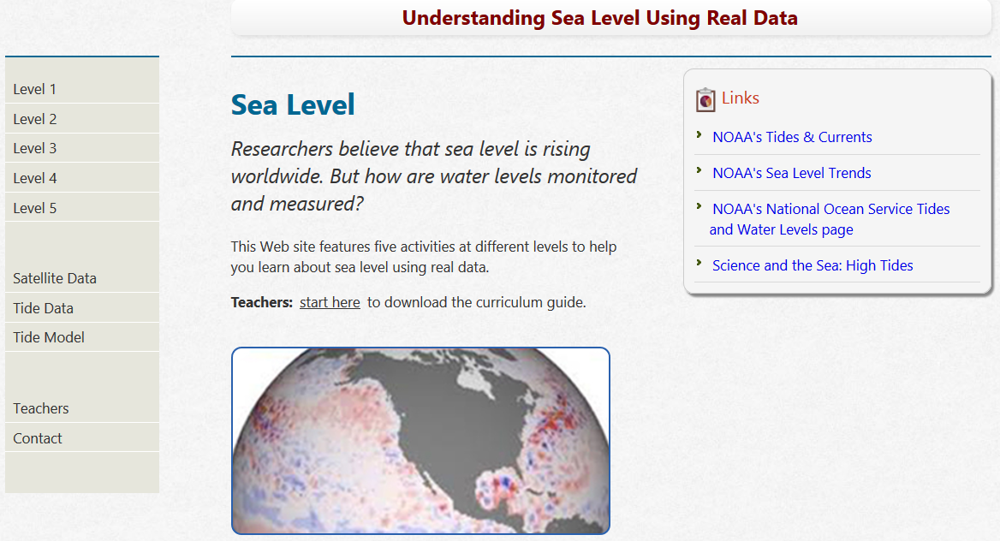 Understanding Sea Level Using Real Data
Level 1
Level 2
Level 3
Level 4
Level 5
Satellite Data
Tide Data
Tide Model
Teachers
Contact
Sea Level
Researchers believe that sea level is rising
worldwide. But how are water levels monitored
and measured?
This Web site features five activities at different levels to help
you learn about sea level using real data.
Teachers: start here to download the curriculum guide.
Links
NOAA's Tides & Currents
NOAA's Sea Level Trends
NOAA's National Ocean Service Tides
and Water Levels page
Science and the Sea: High Tides